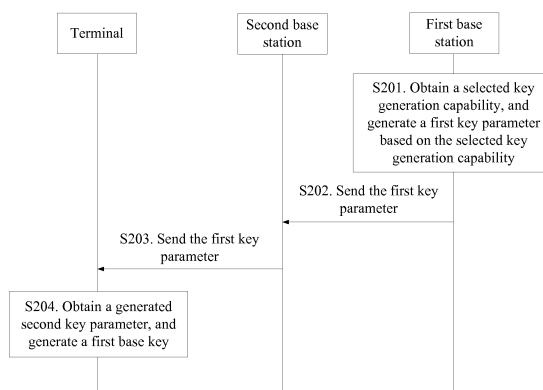 Terminal
Second base
station
First base
station
S201. Obtain a selected key
generation capability, and
generate a first key parameter
based on the selected key
generation capability
S202. Send the first key
parameter
S203. Send the first key
parameter
S204. Obtain a generated
second key parameter, and
generate a first base key